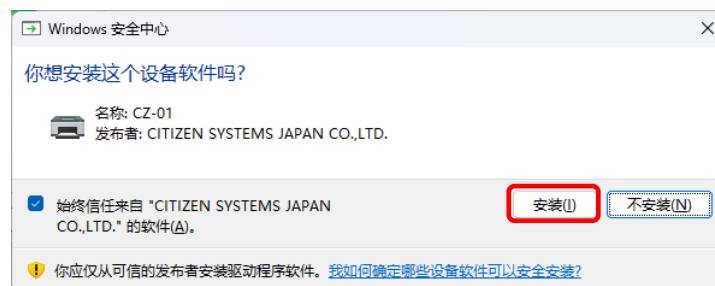 Windows 安全中心
你想安装这个设备软件吗?
名称: CZ-01
发布者: CITIZEN SYSTEMS JAPAN CO.,LTD.
始终信任来自 "CITIZEN SYSTEMS JAPAN
CO.,LTD." 的软件(A)。
安装(I)
不安装(N)
你应仅从可信的发布者安装驱动程序软件。我如何确定哪些设备软件可以安全安装?